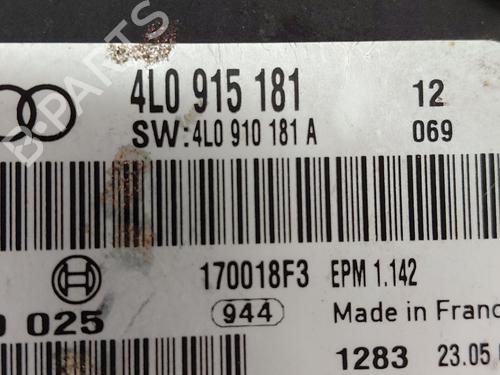 4L0 915 181 12
SW:4L0 910 181 A 069
170018F3 EPM 1.142
025 944 Made in Franc
1283 23.05
B-PARTS